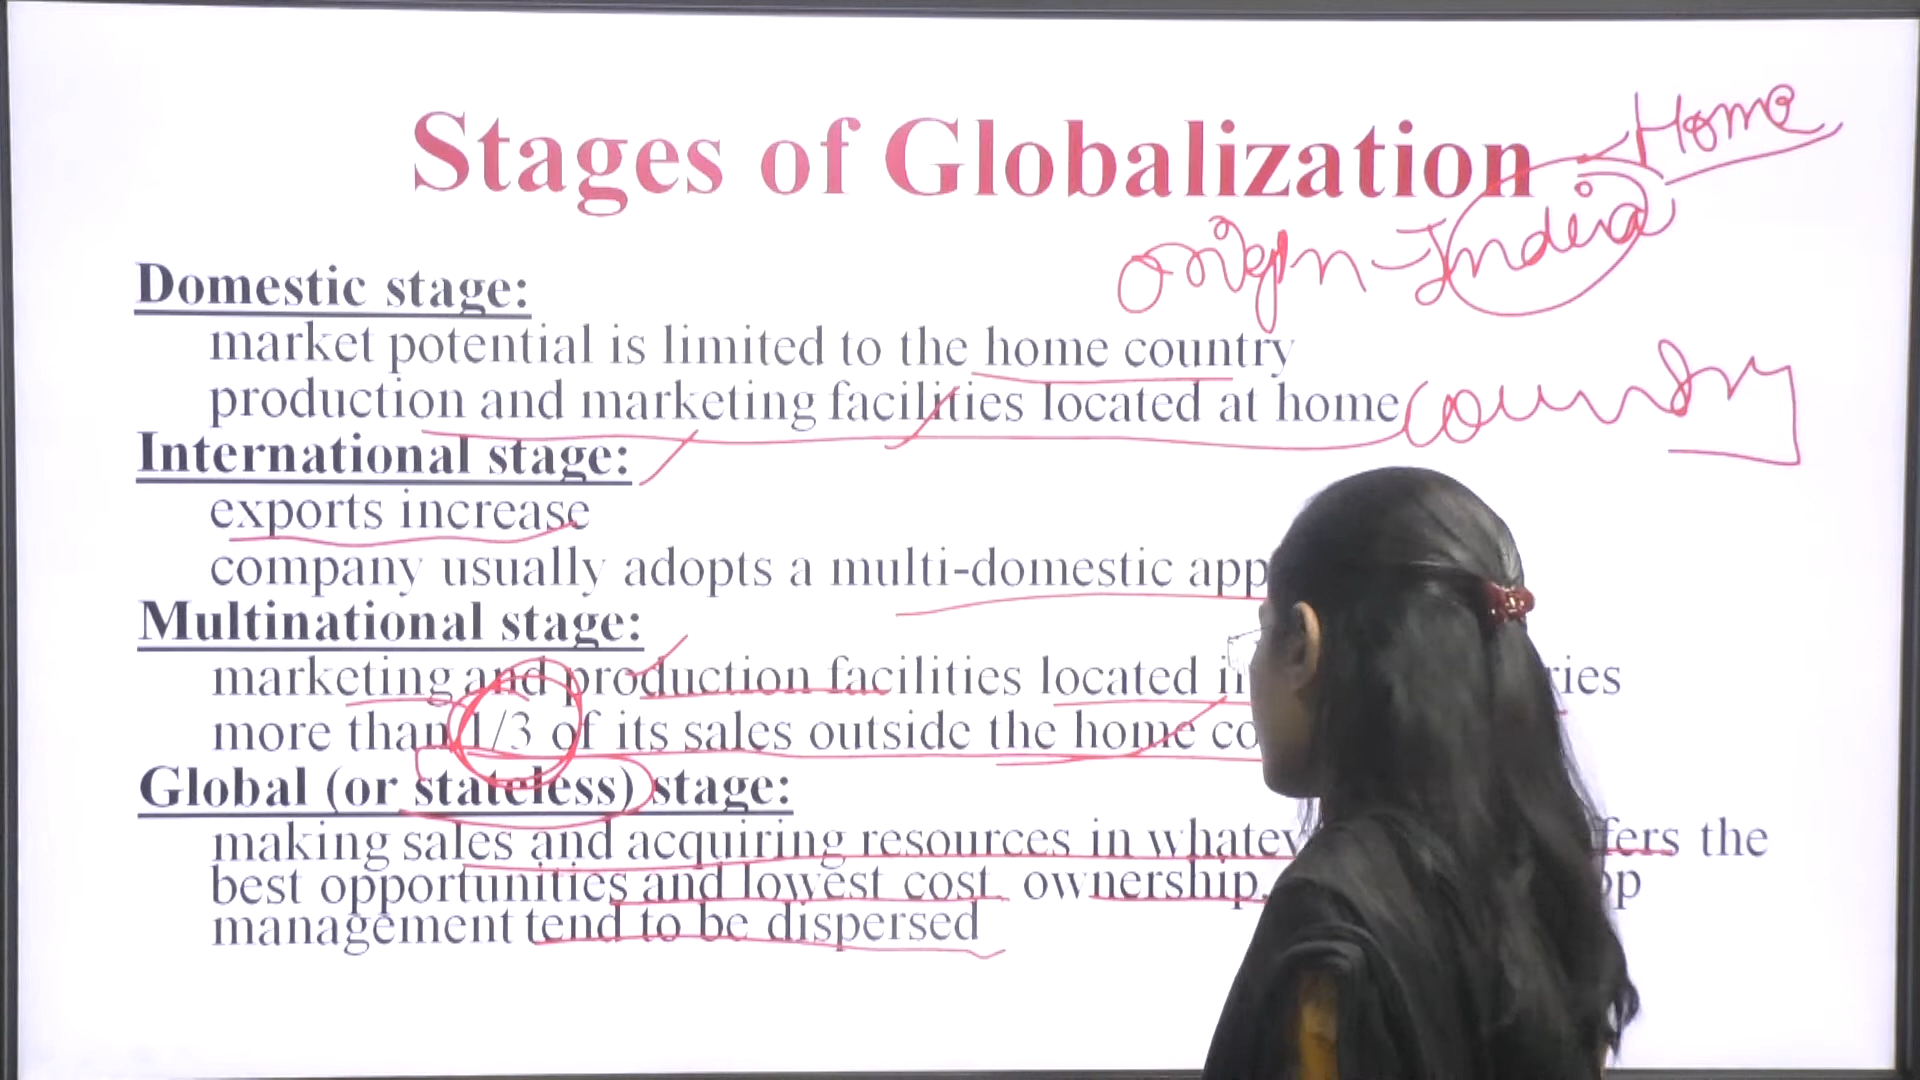 Stages of Globalization
Home
origin - India
Domestic stage:
market potential is limited to the home country
production and marketing facilities located at home country
International stage:
exports increase
company usually adopts a multi-domestic app
Multinational stage:
marketing and production facilities located in ries
more than 1/3 of its sales outside the home co
Global (or stateless) stage:
making sales and acquiring resources in whatev fers the
best opportunities and lowest cost. ownership, op
management tend to be dispersed